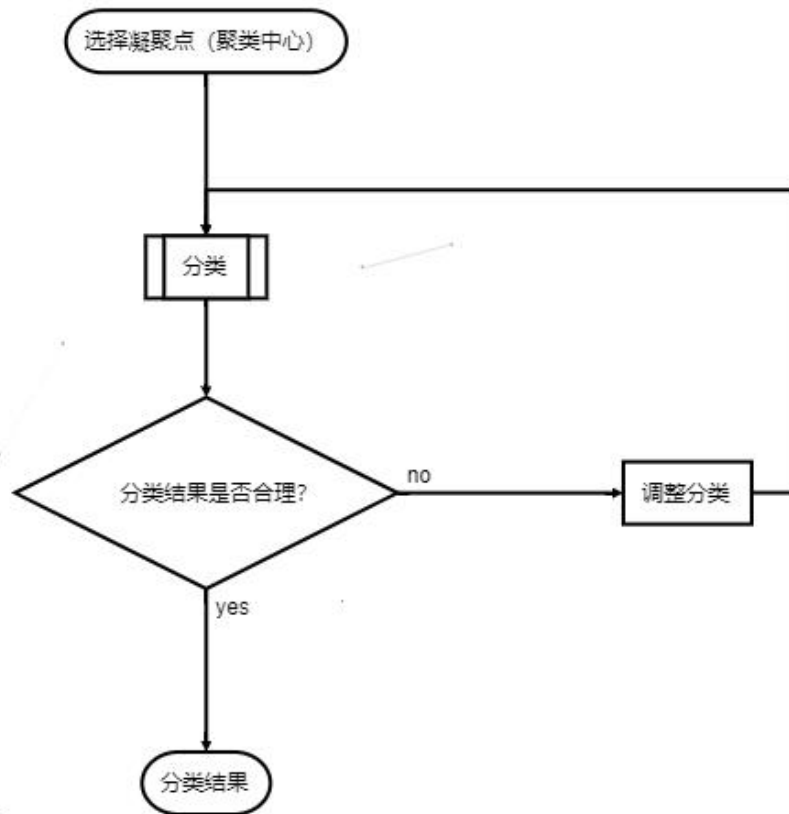 选择凝聚点（聚类中心）
分类
分类结果是否合理？
no
调整分类
yes
分类结果